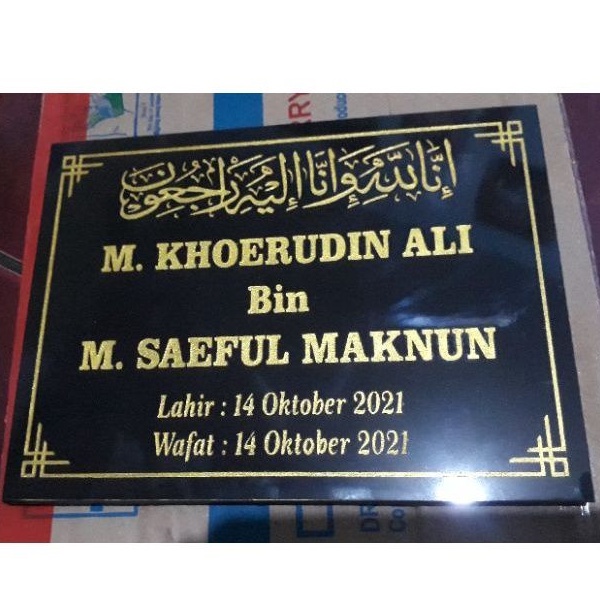 إِنَّا لِلَّٰهِ وَإِنَّا إِلَيْهِ رَاجِعُونَ
M. KHOERUDIN ALI
Bin
M. SAEFUL MAKNUN
Lahir : 14 Oktober 2021
Wafat : 14 Oktober 2021